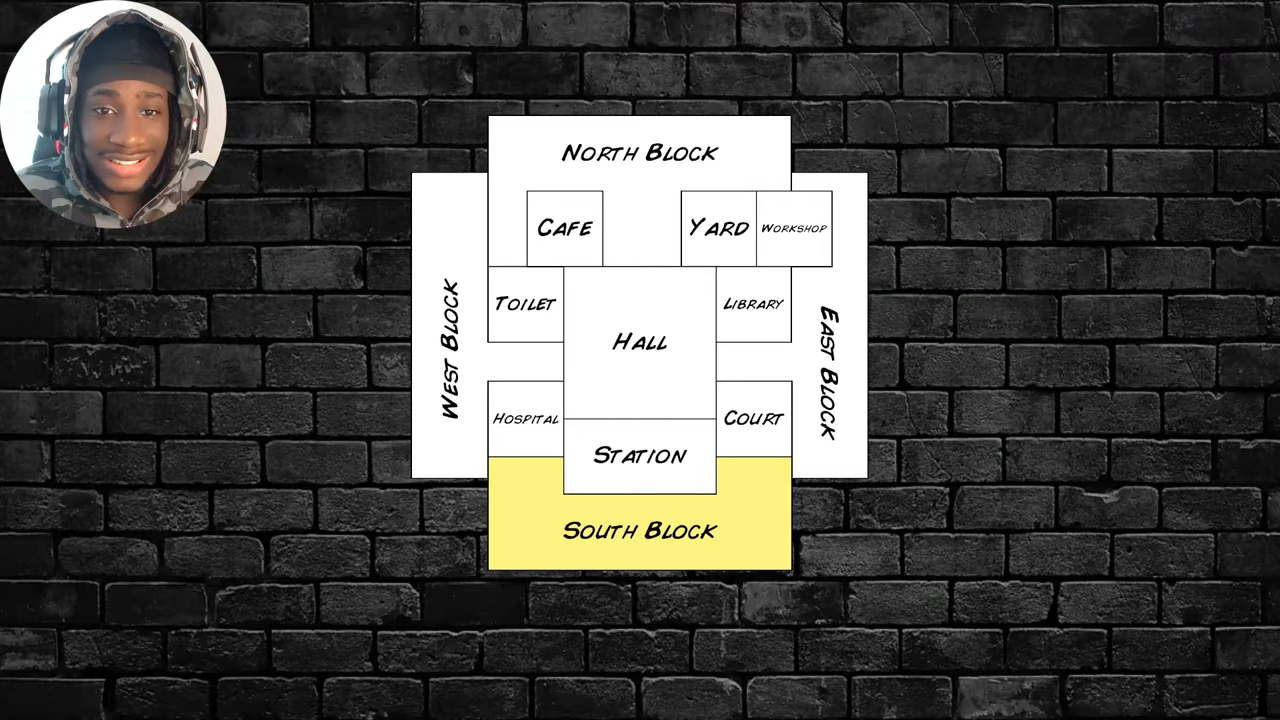 North Block
Cafe
Yard
Workshop
Toilet
Library
West Block
Hall
East Block
Hospital
Court
Station
South Block